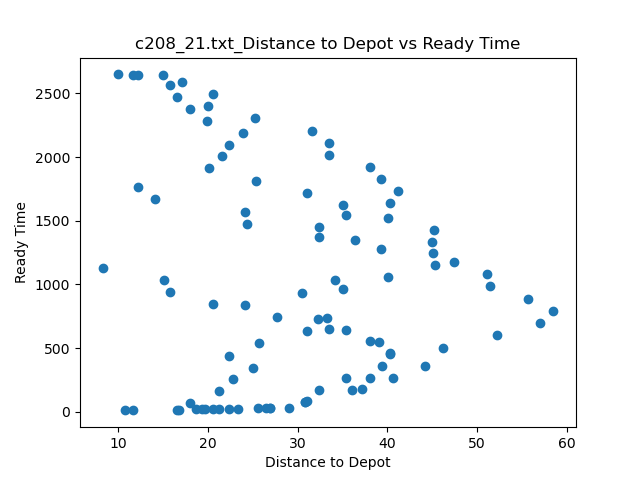 c208_21.txt_Distance to Depot vs Ready Time
2500
2000
1500
1000
500
0
Ready Time
10 20 30 40 50 60
Distance to Depot